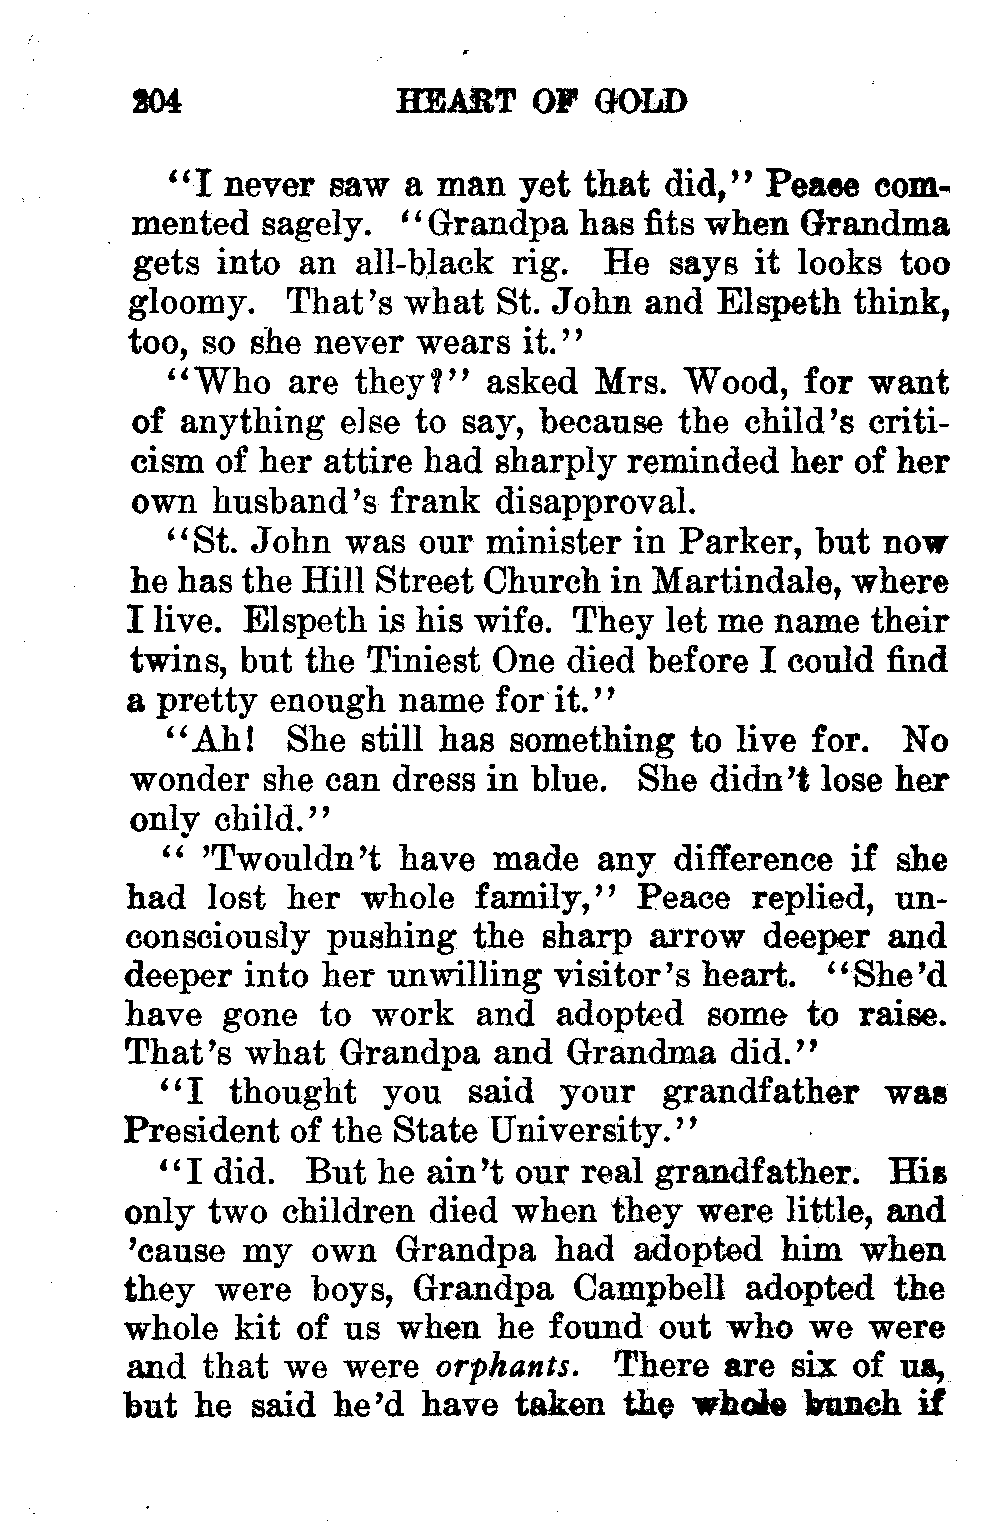 204 HEART OF GOLD
"I never saw a man yet that did," Peace com-
mented sagely. "Grandpa has fits when Grandma
gets into an all-black rig. He says it looks too
gloomy. That's what St. John and Elspeth think,
too, so she never wears it."
"Who are they?" asked Mrs. Wood, for want
of anything else to say, because the child's criti-
cism of her attire had sharply reminded her of her
own husband's frank disapproval.
"St. John was our minister in Parker, but now
he has the Hill Street Church in Martindale, where
I live. Elspeth is his wife. They let me name their
twins, but the Tiniest One died before I could find
a pretty enough name for it."
"Ah! She still has something to live for. No
wonder she can dress in blue. She didn't lose her
only child."
" 'Twouldn't have made any difference if she
had lost her whole family," Peace replied, un-
consciously pushing the sharp arrow deeper and
deeper into her unwilling visitor's heart. "She'd
have gone to work and adopted some to raise.
That's what Grandpa and Grandma did."
"I thought you said your grandfather was
President of the State University."
"I did. But he ain't our real grandfather. His
only two children died when they were little, and
'cause my own Grandpa had adopted him when
they were boys, Grandpa Campbell adopted the
whole kit of us when he found out who we were
and that we were orphants. There are six of us,
but he said he'd have taken the whole bunch if